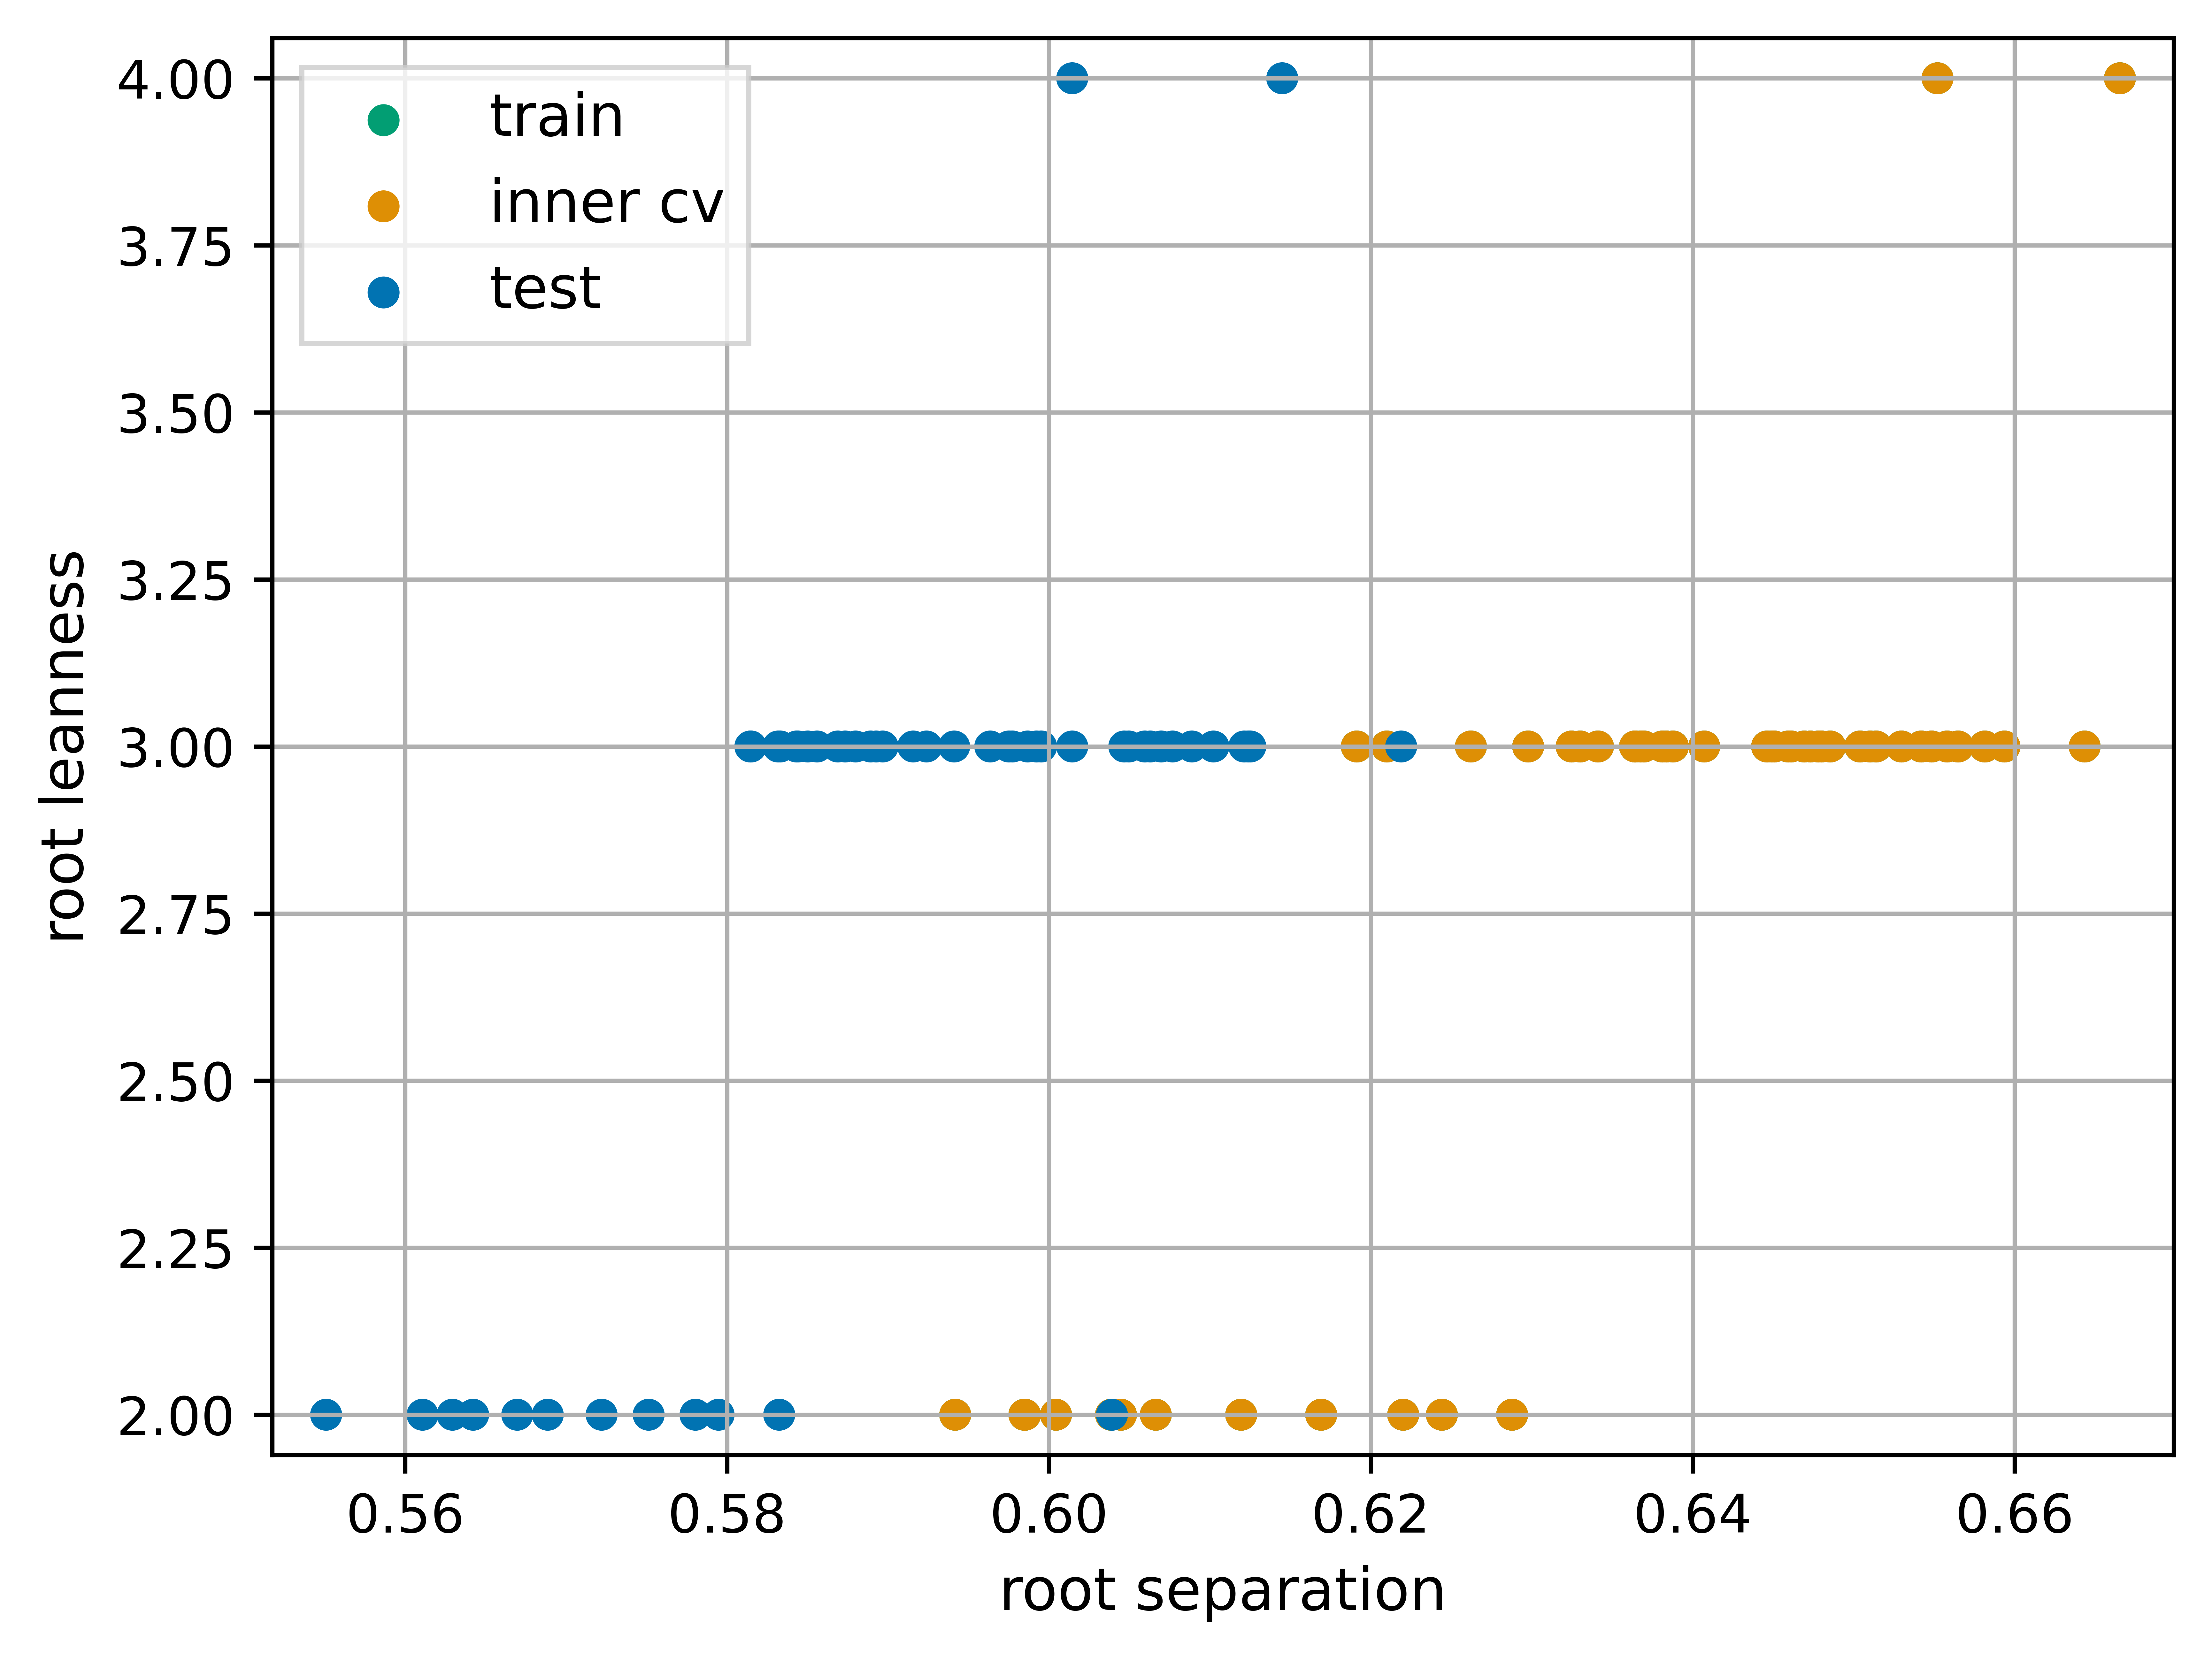 train
inner cv
test
4.00
3.75
3.50
3.25
3.00
2.75
2.50
2.25
2.00
root leanness
0.56 0.58 0.60 0.62 0.64 0.66
root separation